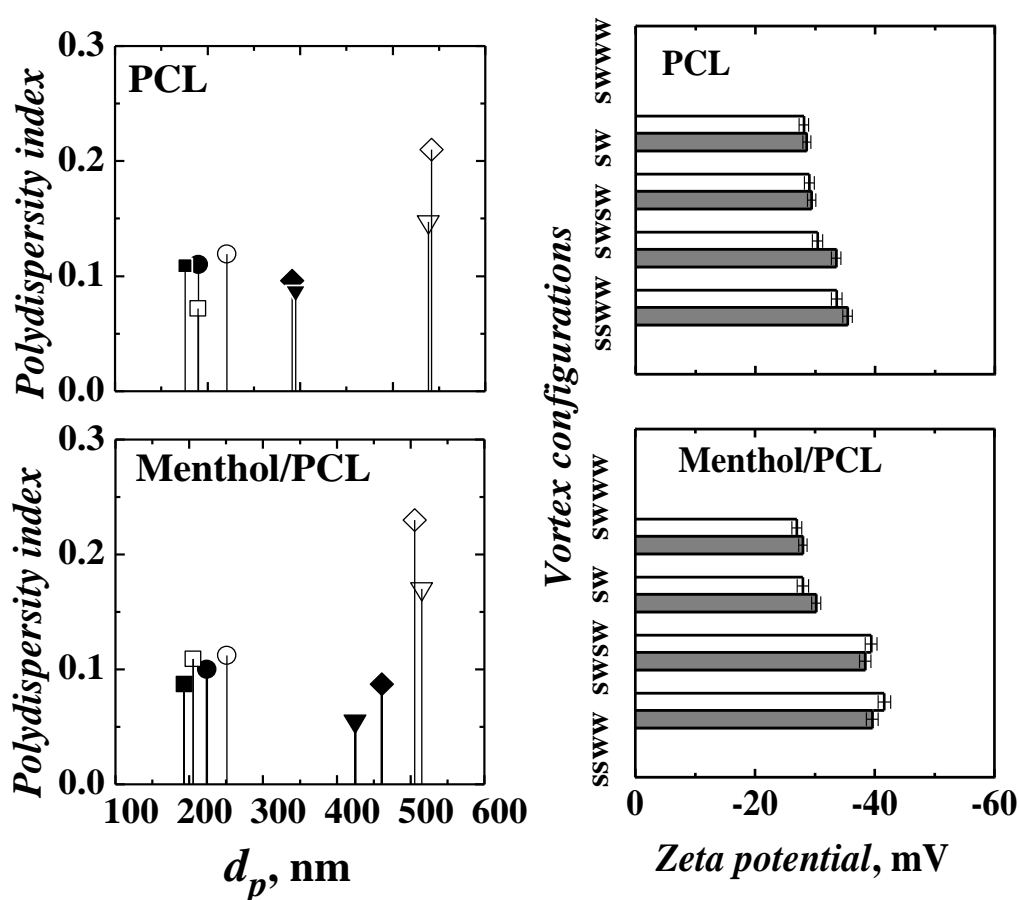 PCL
Polydispersity index
0.3
0.2
0.1
0.0
Menthol/PCL
Polydispersity index
0.3
0.2
0.1
0.0
100 200 300 400 500 600
d_p, nm
Vortex configurations
PCL
swww
sw
swsw
ssww
Menthol/PCL
swww
sw
swsw
ssww
0 -20 -40 -60
Zeta potential, mV